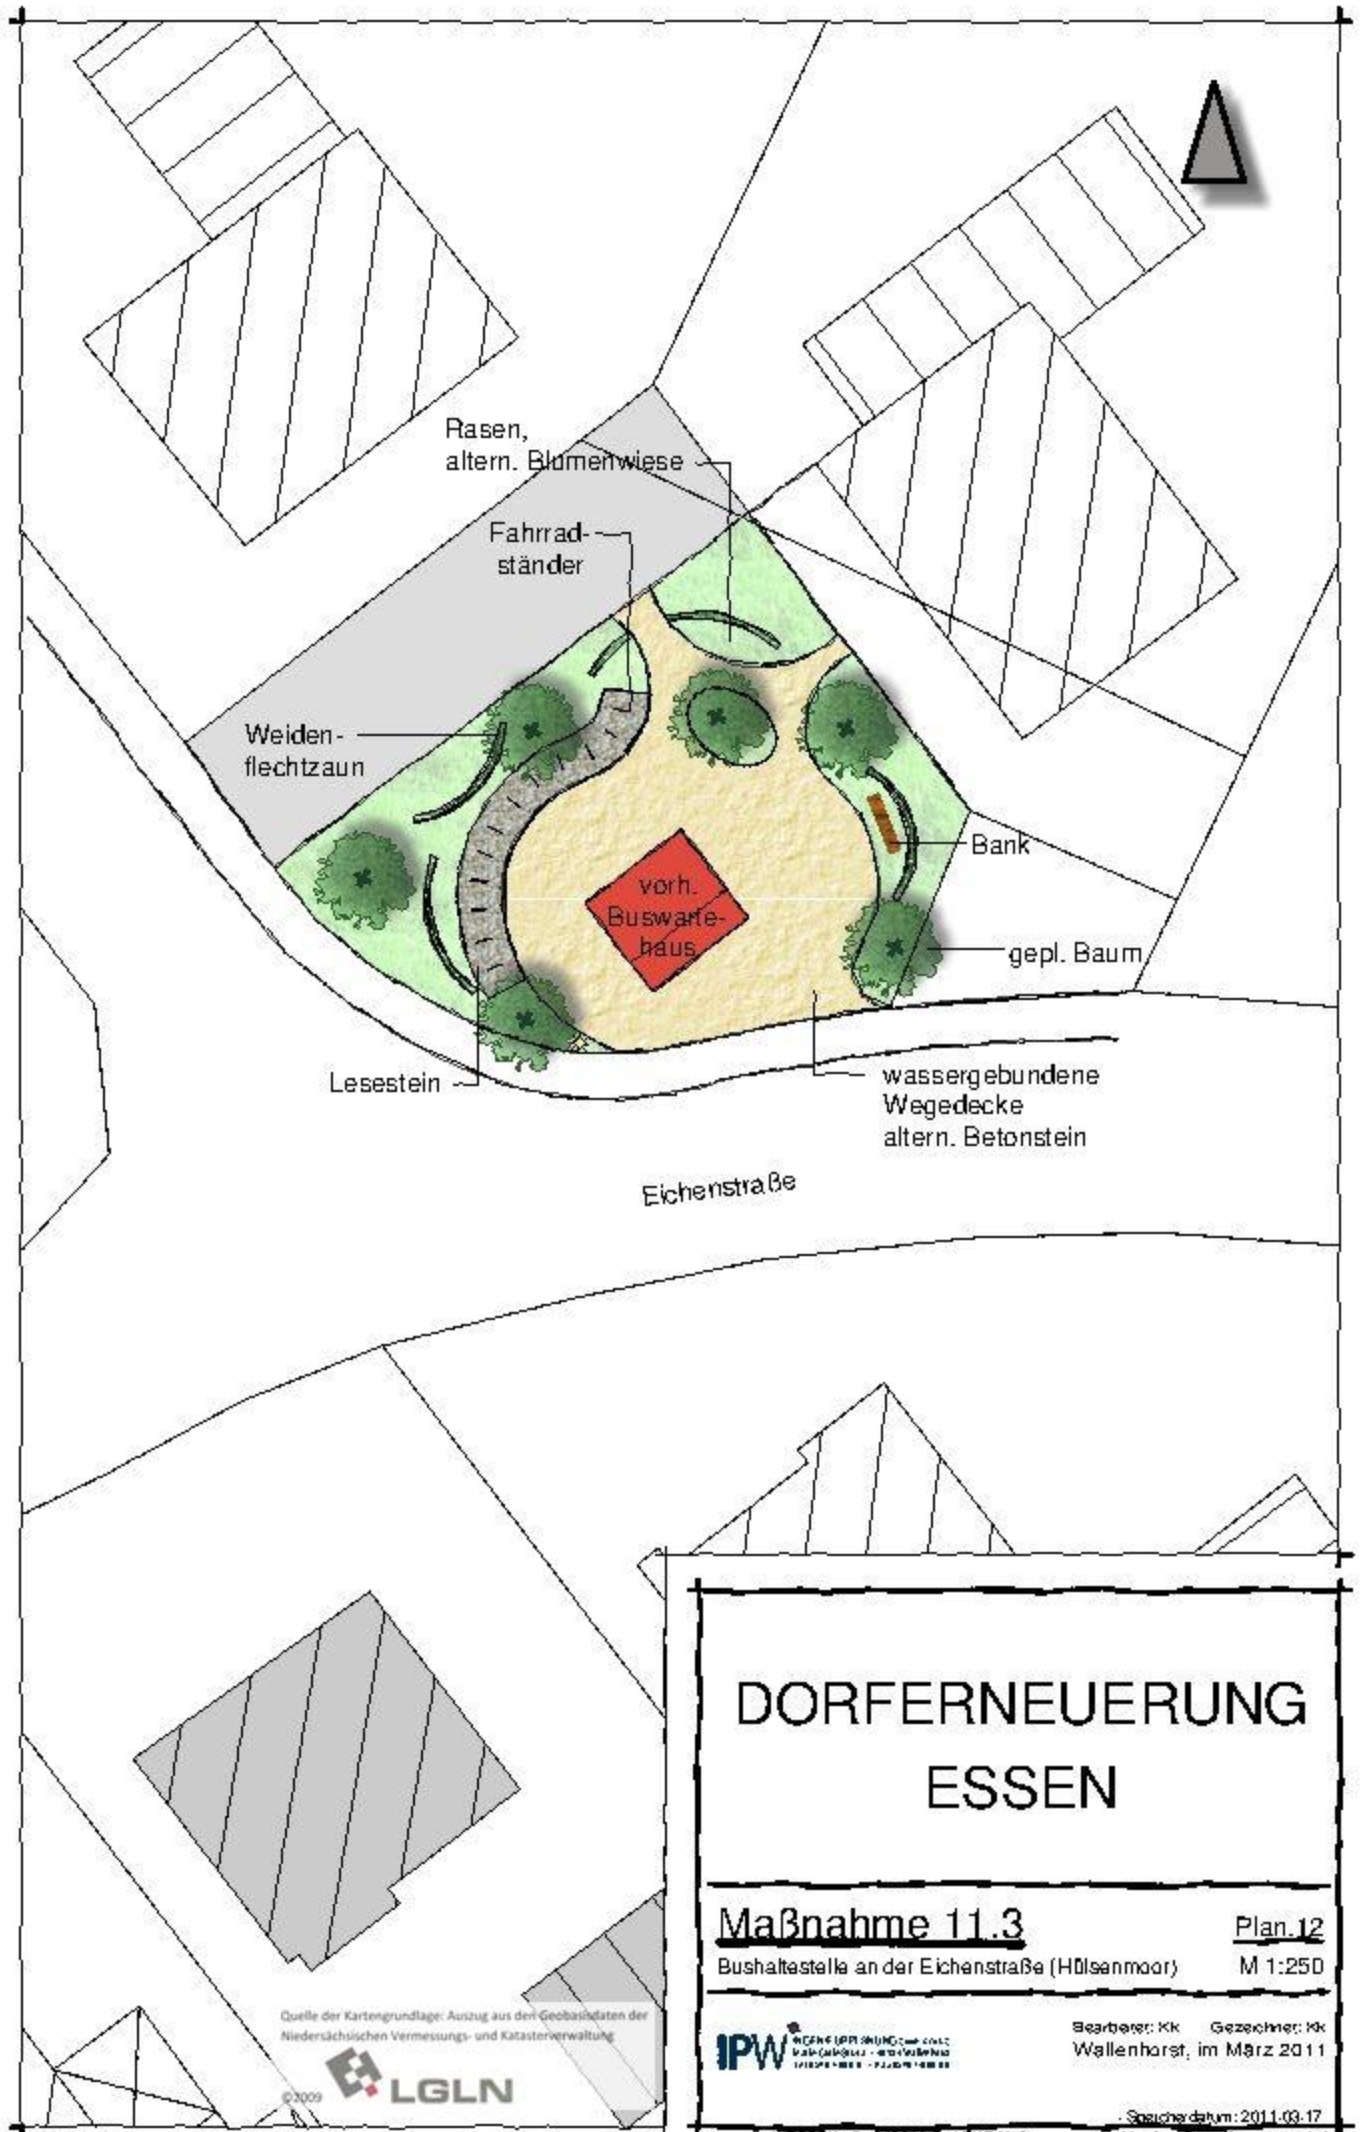 Rasen,
altern. Blumenwiese
Fahrrad-
ständer
Weiden-
flechtzaun
vorh.
Buswarte-
haus
Bank
gepl. Baum
Lesestein
wassergebundene
Wegedecke
altern. Betonstein
Eichenstraße
DORFERNEUERUNG
ESSEN
Maßnahme 11.3 Plan.12
Bushaltestelle an der Eichenstraße (Hülsenmoor) M 1:250
Quelle der Kartengrundlage: Auszug aus den Geobasisdaten der
Niedersächsischen Vermessungs- und Katasterverwaltung
©2009 LGLN
IPW
Bearbeitet: Kk Gezeichnet: Kk
Wallenhorst, im März 2011
Speicherdatum: 2011-03-17